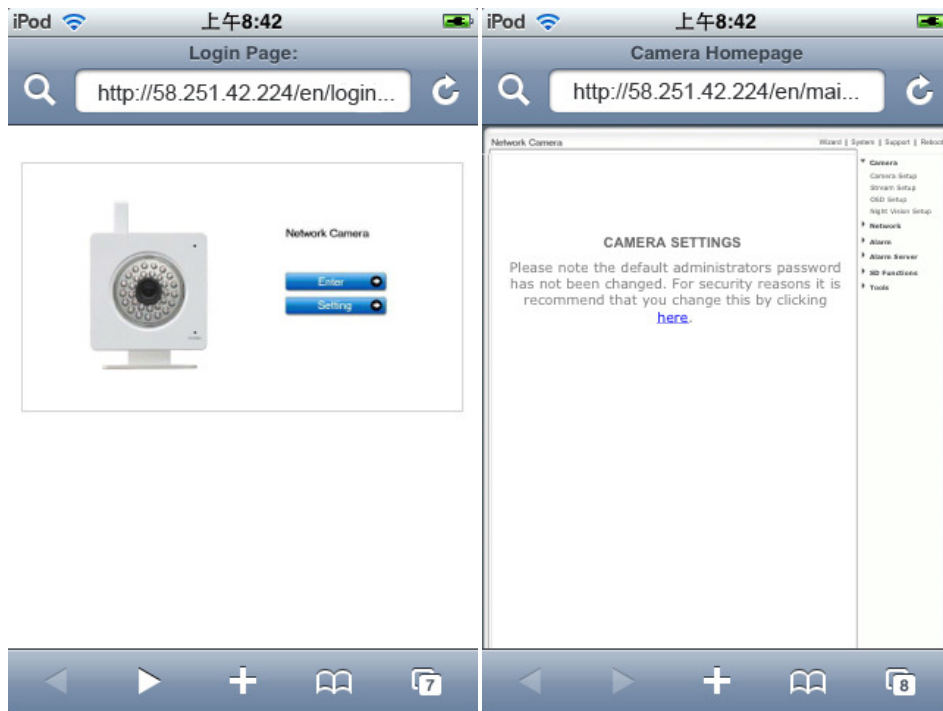 iPod 上午8:42
Login Page:
http://58.251.42.224/en/login...
Network Camera
Enter
Setting
7
iPod 上午8:42
Camera Homepage
http://58.251.42.224/en/mai...
Network Camera
Wizard || System || Support || Reboot
CAMERA SETTINGS
Please note the default administrators password
has not been changed. For security reasons it is
recommend that you change this by clicking
here.
Camera
Camera Setup
Stream Setup
OSD Setup
Night Vision Setup
Network
Alarm
Alarm Server
SD Functions
Tools
8